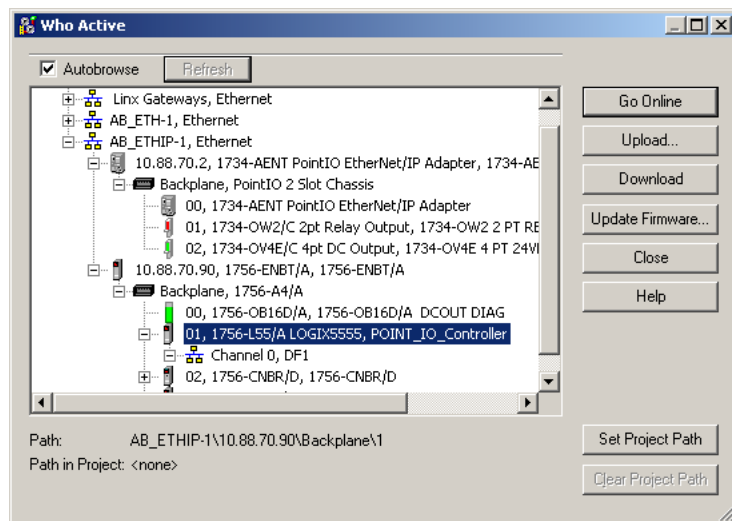 Who Active
Autobrowse
Refresh
Linx Gateways, Ethernet
AB_ETH-1, Ethernet
AB_ETHIP-1, Ethernet
10.88.70.2, 1734-AENT PointIO EtherNet/IP Adapter, 1734-AE
Backplane, PointIO 2 Slot Chassis
00, 1734-AENT PointIO EtherNet/IP Adapter
01, 1734-OW2/C 2pt Relay Output, 1734-OW2 2 PT RE
02, 1734-OV4E/C 4pt DC Output, 1734-OV4E 4 PT 24V
10.88.70.90, 1756-ENBT/A, 1756-ENBT/A
Backplane, 1756-A4/A
00, 1756-OB16D/A, 1756-OB16D/A DCOUT DIAG
01, 1756-L55/A LOGIX5555, POINT_IO_Controller
Channel 0, DF1
02, 1756-CNBR/D, 1756-CNBR/D
Path: AB_ETHIP-1\10.88.70.90\Backplane\1
Path in Project: <none>
Go Online
Upload...
Download
Update Firmware...
Close
Help
Set Project Path
Clear Project Path